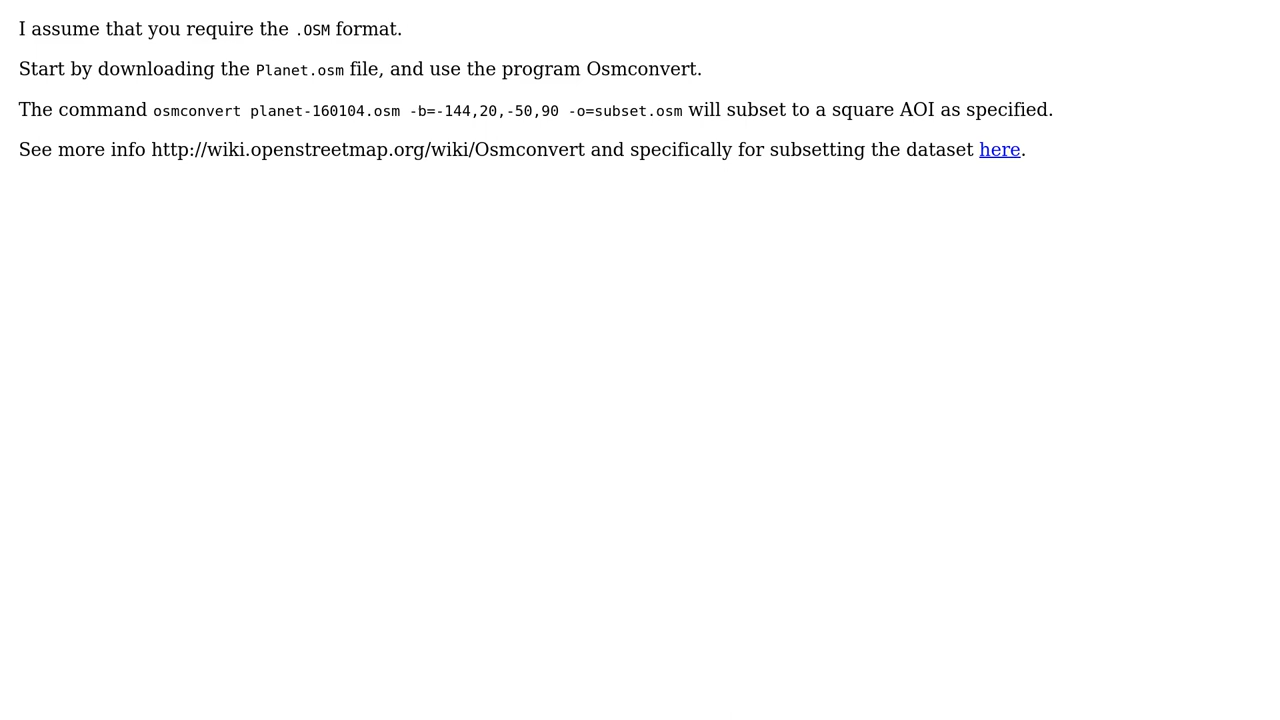 I assume that you require the .OSM format.
Start by downloading the Planet.osm file, and use the program Osmconvert.
The command osmconvert planet-160104.osm -b=-144,20,-50,90 -o=subset.osm will subset to a square AOI as specified.
See more info http://wiki.openstreetmap.org/wiki/Osmconvert and specifically for subsetting the dataset here.